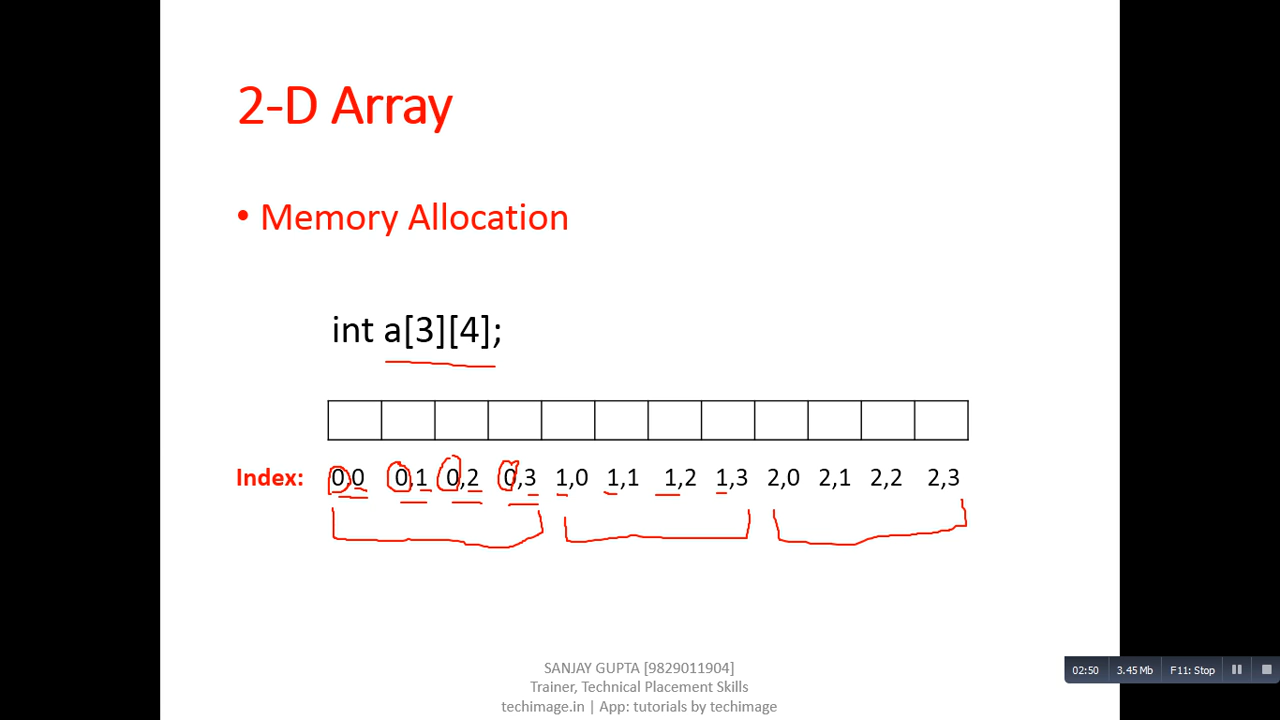 2-D Array
• Memory Allocation
int a[3][4];
Index: 0,0 0,1 0,2 0,3 1,0 1,1 1,2 1,3 2,0 2,1 2,2 2,3
SANJAY GUPTA [9829011904]
Trainer, Technical Placement Skills
techimage.in | App: tutorials by techimage
02:50 3.45 Mb F11: Stop